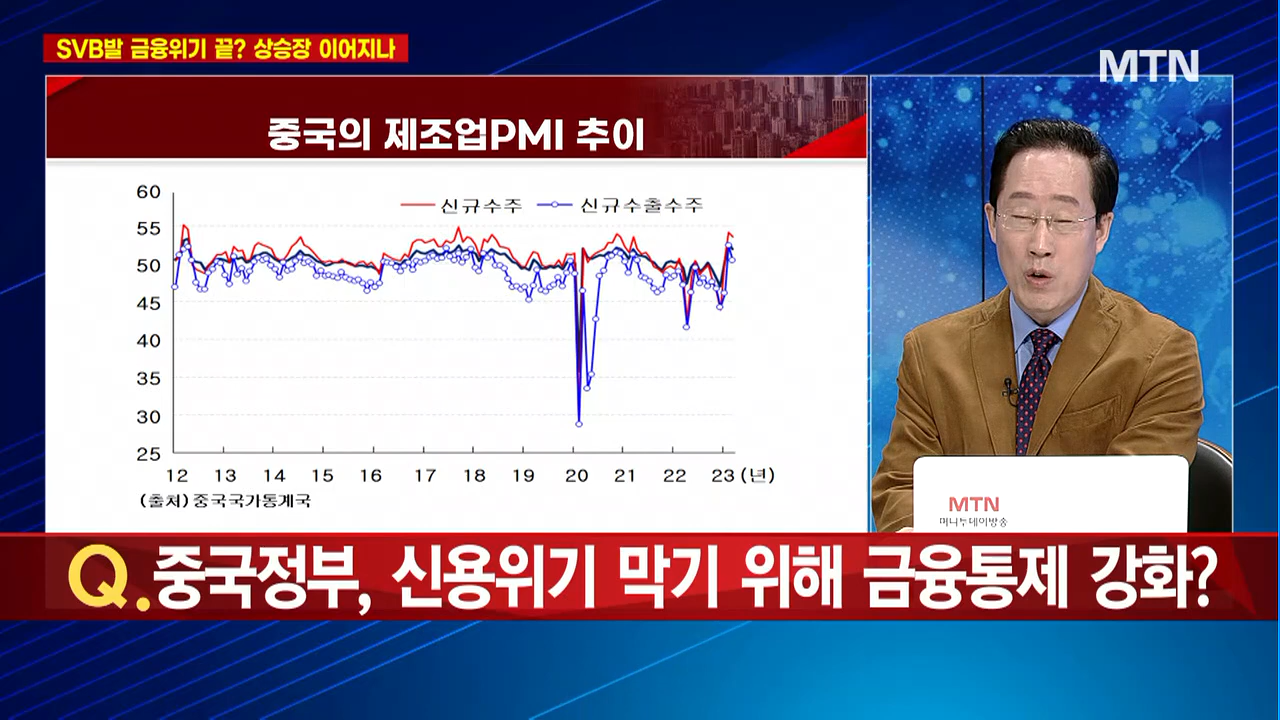 SVB발 금융위기 끝? 상승장 이어지나
MTN
중국의 제조업PMI 추이
신규수주
신규수출수주
60
55
50
45
40
35
30
25
12 13 14 15 16 17 18 19 20 21 22 23 (년)
(출처) 중국국가통계국
MTN
머니투데이방송
Q. 중국정부, 신용위기 막기 위해 금융통제 강화?